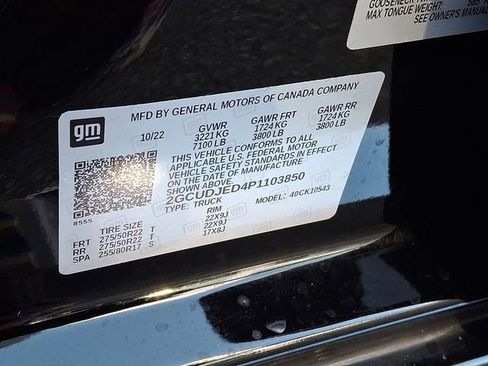 GOOSENECK
MAX TONGUE WEIGHT-
SEE OWNER'S MANUAL
gm
MFD BY GENERAL MOTORS OF CANADA COMPANY
10/22 GVWR GAWR FRT GAWR RR
3221 KG 1724 KG 1724 KG
7100 LB 3800 LB 3800 LB
THIS VEHICLE CONFORMS TO ALL
APPLICABLE U.S. FEDERAL MOTOR
VEHICLE SAFETY STANDARDS IN
EFFECT ON THE DATE OF MANUFACTURE
SHOWN ABOVE
2GCUDJED4P1103850
TYPE: TRUCK MODEL: 40CK10543
8555
TIRE SIZE RIM
FRT 275/50R22 T 22X9J
RR 275/50R22 T 22X9J
SPA 255/80R17 S 17X8J